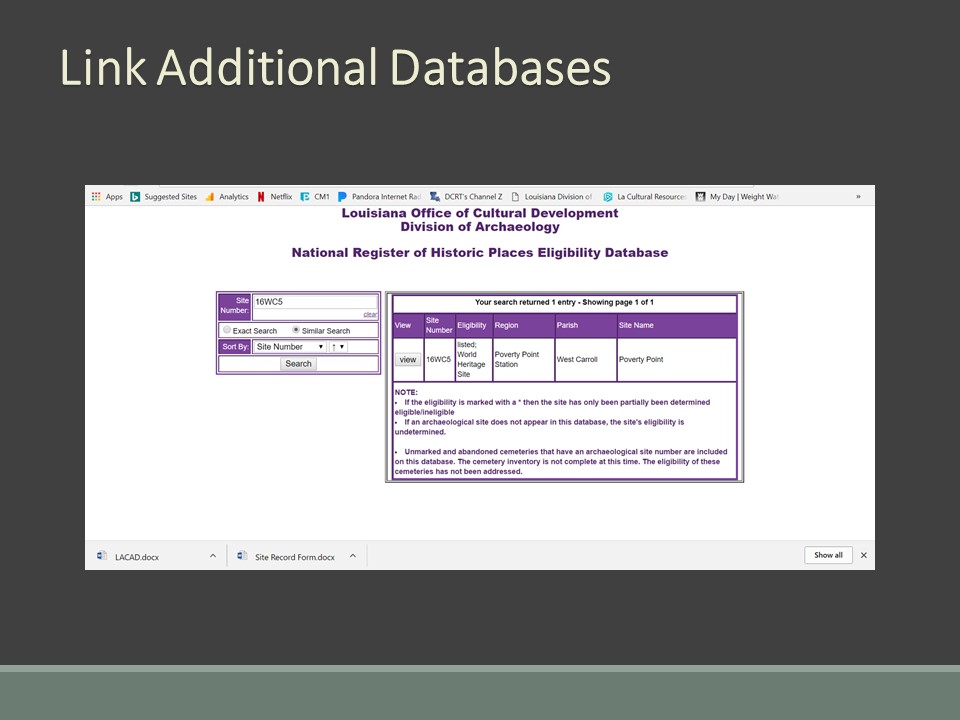 Link Additional Databases
Apps Suggested Sites Analytics Netflix CM1 Pandora Internet Rad DCRT's Channel Z Louisiana Division of La Cultural Resources My Day | Weight Wat »
Louisiana Office of Cultural Development
Division of Archaeology
National Register of Historic Places Eligibility Database
Site
Number:
16WC5
clear
Exact Search Similar Search
Sort By: Site Number ↑
Search
Your search returned 1 entry - Showing page 1 of 1
View Site Number Eligibility Region Parish Site Name
view 16WC5 listed; World Heritage Site Poverty Point Station West Carroll Poverty Point
NOTE:
• If the eligibility is marked with a * then the site has only been partially been determined
eligible/ineligible
• If an archaeological site does not appear in this database, the site's eligibility is
undetermined.
• Unmarked and abandoned cemeteries that have an archaeological site number are included
on this database. The cemetery inventory is not complete at this time. The eligibility of these
cemeteries has not been addressed.
LACAD.docx Site Record Form.docx Show all